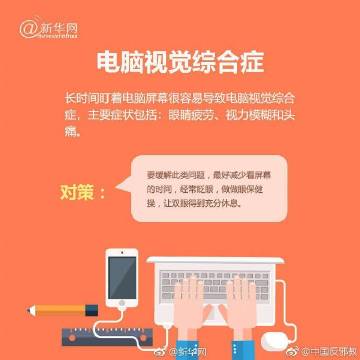 @新华网
电脑视觉综合症
长时间盯着电脑屏幕很容易导致电脑视觉综合
症，主要症状包括：眼睛疲劳、视力模糊和头
痛。
对策：
要缓解此类问题，最好减少看屏幕
的时间，经常眨眼，做做眼保健
操，让双眼得到充分休息。
@新华网
@中国反邪教